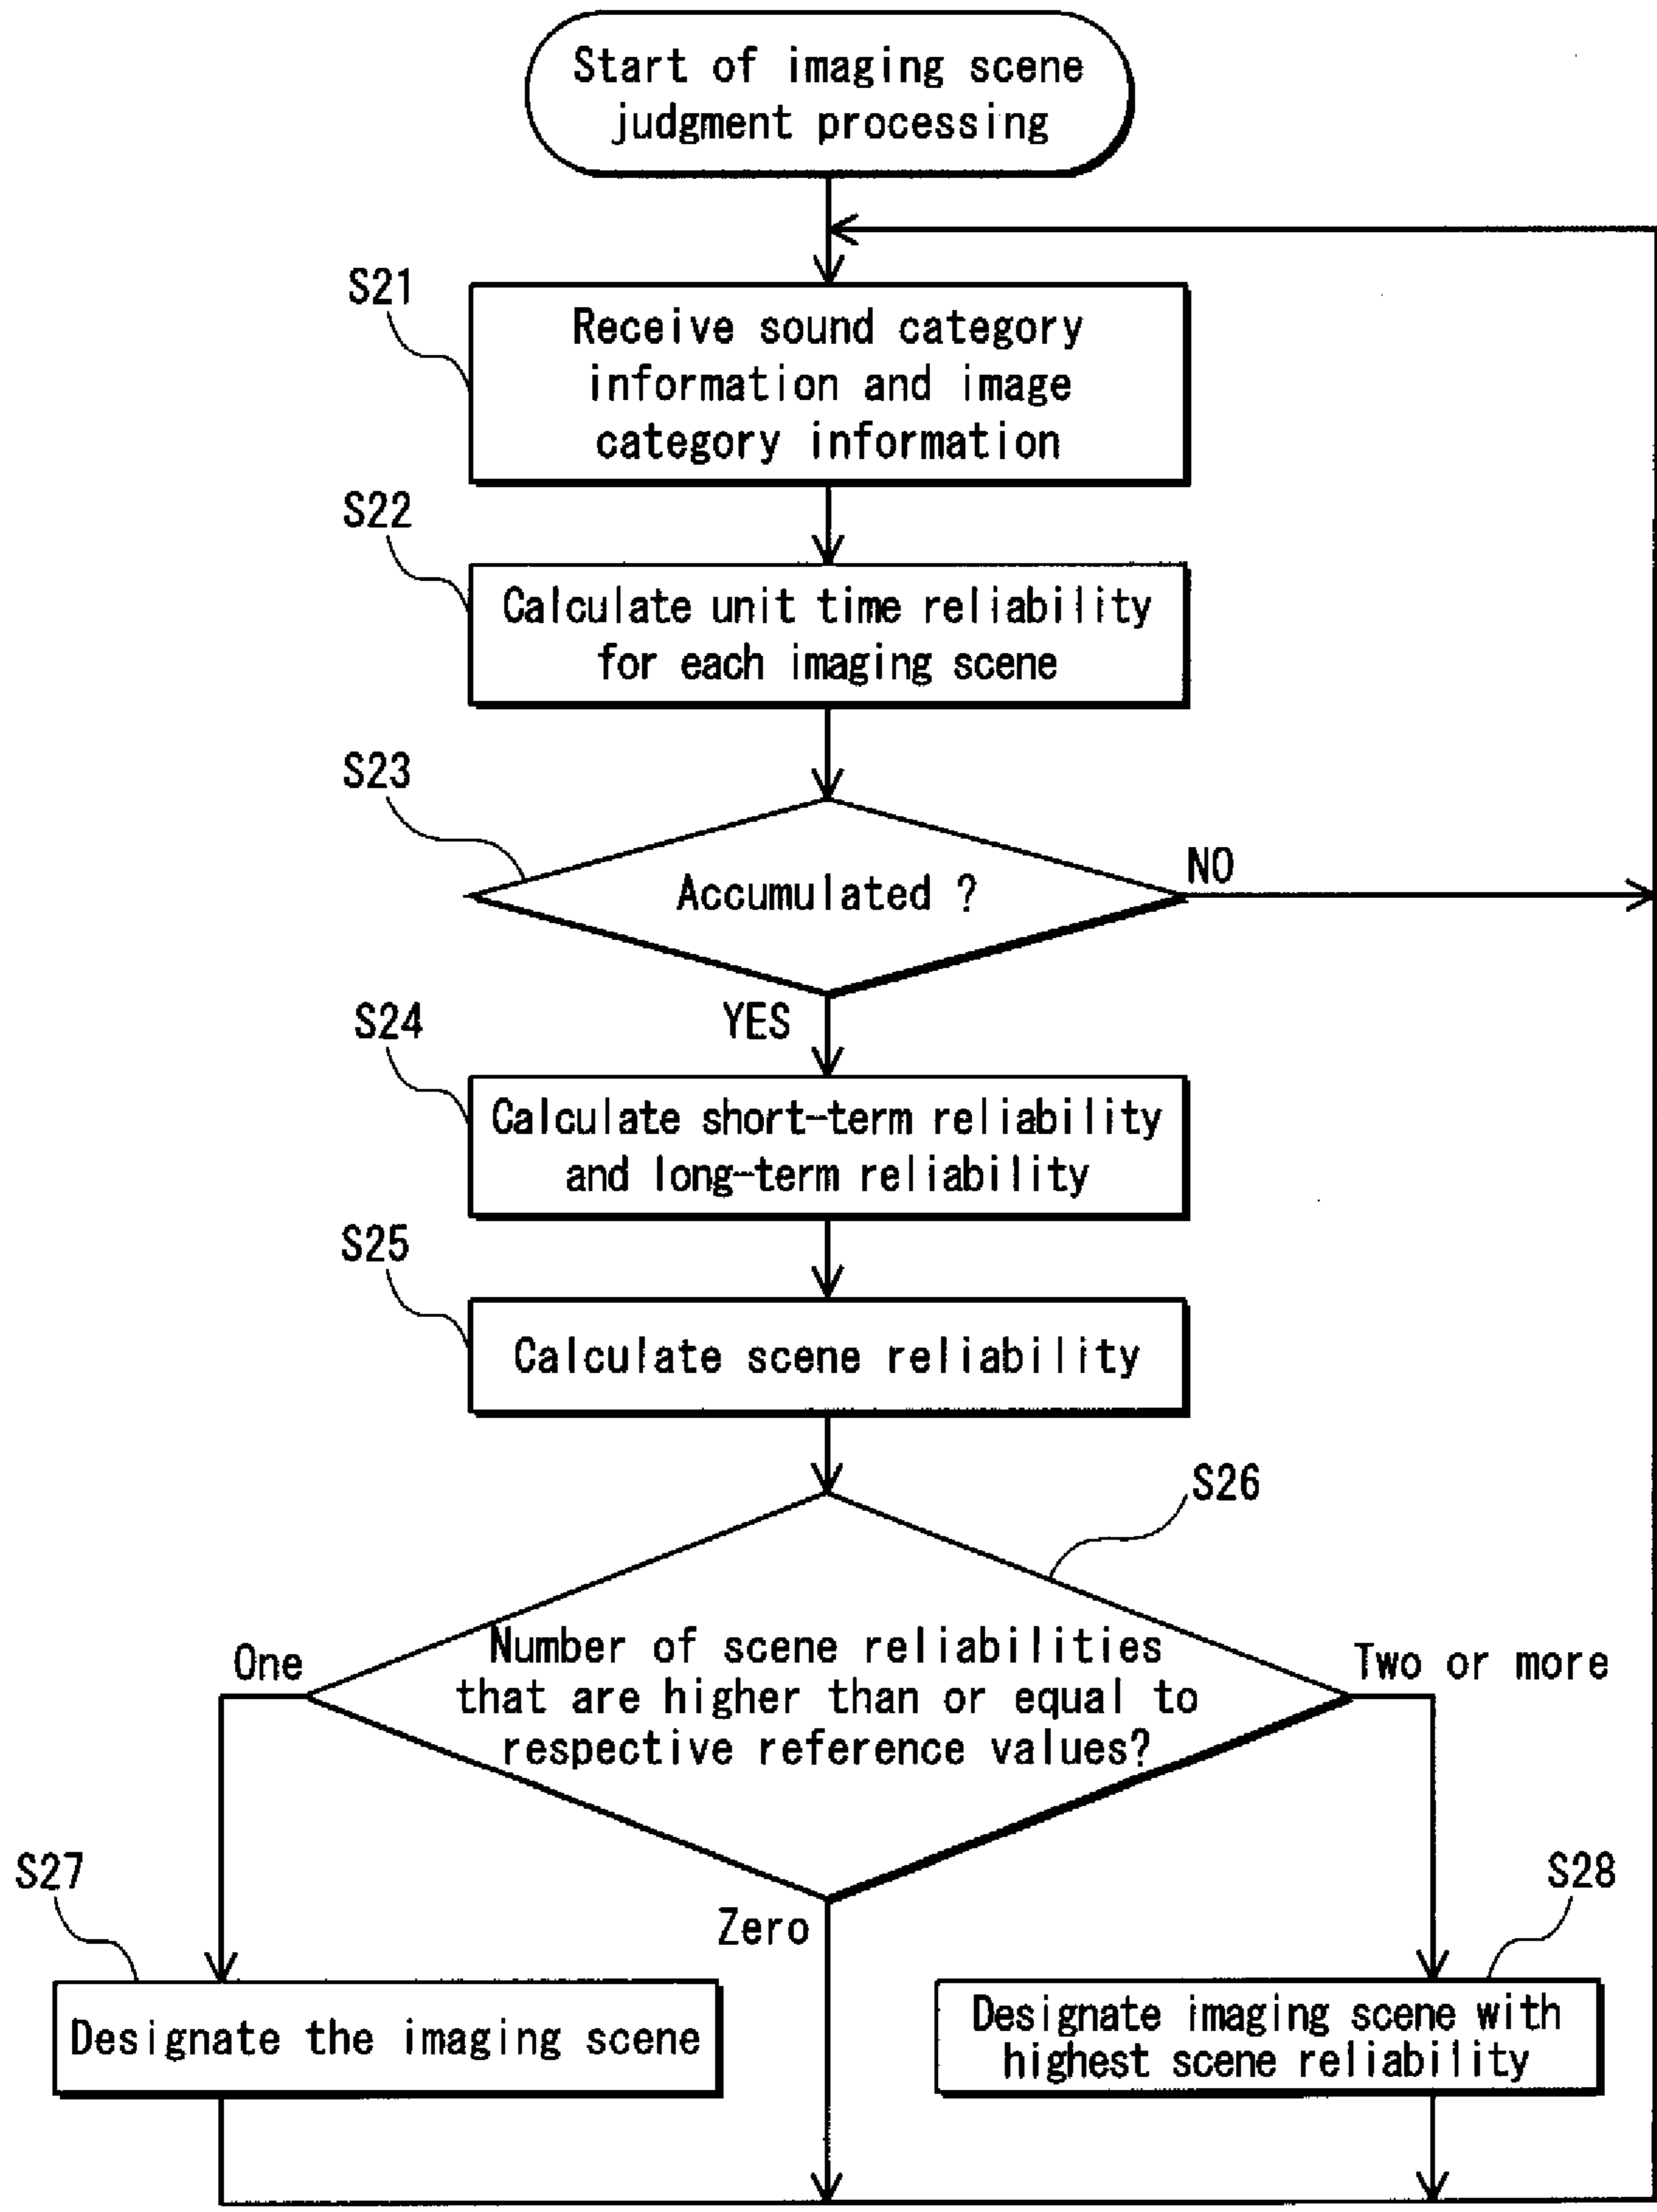 Start of imaging scene
judgment processing
S21
Receive sound category
information and image
category information
S22
Calculate unit time reliability
for each imaging scene
S23
Accumulated ?
NO
YES
S24
Calculate short-term reliability
and long-term reliability
S25
Calculate scene reliability
S26
Number of scene reliabilities
that are higher than or equal to
respective reference values?
One
Two or more
Zero
S27
Designate the imaging scene
S28
Designate imaging scene with
highest scene reliability